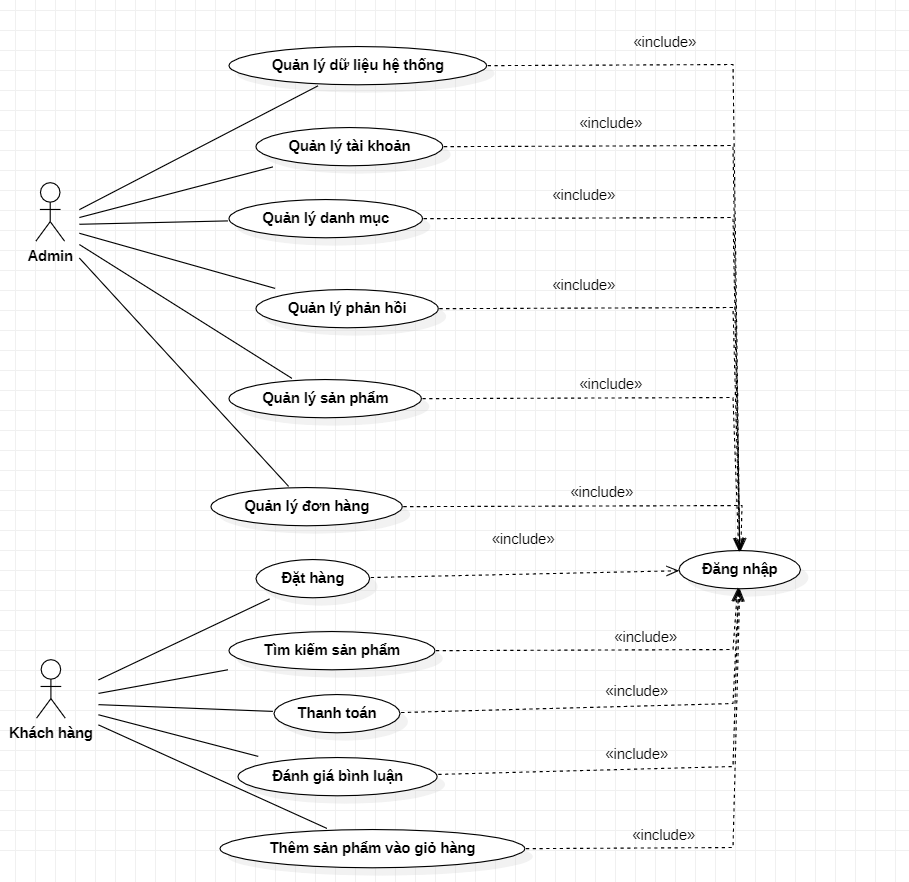 «include»
Quản lý dữ liệu hệ thống
«include»
Quản lý tài khoản
«include»
Quản lý danh mục
Admin
«include»
Quản lý phản hồi
«include»
Quản lý sản phẩm
«include»
Quản lý đơn hàng
«include»
Đăng nhập
Đặt hàng
«include»
Tìm kiếm sản phẩm
«include»
Thanh toán
Khách hàng
«include»
Đánh giá bình luận
«include»
Thêm sản phẩm vào giỏ hàng